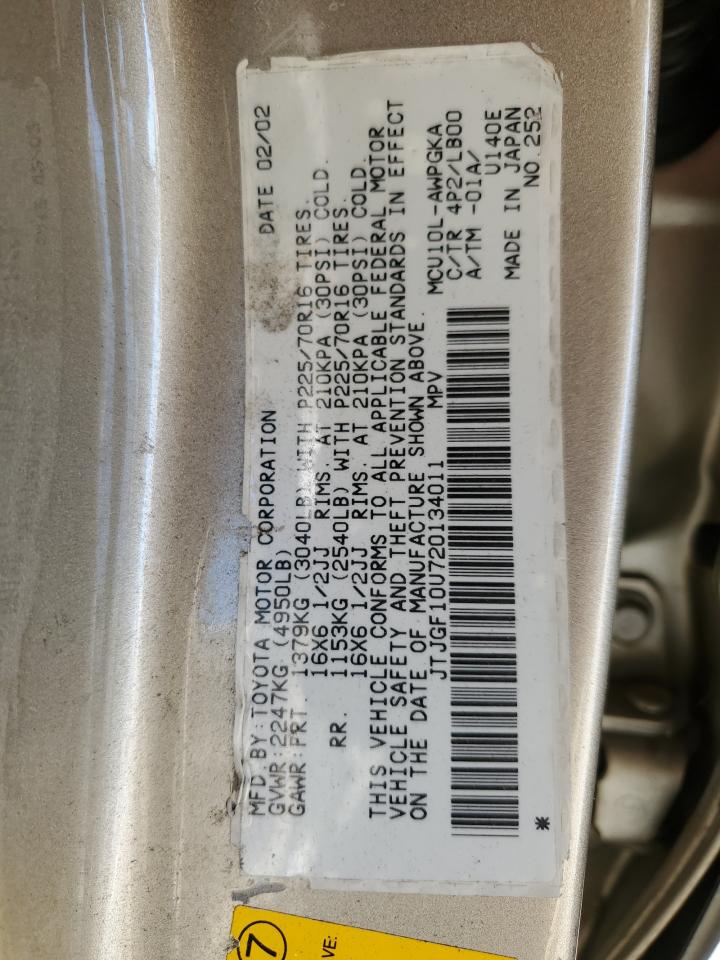 MFD. BY: TOYOTA MOTOR CORPORATION DATE 02/02
GVWR: 2247KG (4950LB)
GAWR: FRT 1379KG (3040LB) WITH P225/70R16 TIRES.
16X6 1/2JJ RIMS. AT 210KPA (30PSI) COLD.
RR. 1153KG (2540LB) WITH P225/70R16 TIRES.
16X6 1/2JJ RIMS. AT 210KPA (30PSI) COLD.
THIS VEHICLE CONFORMS TO ALL APPLICABLE FEDERAL MOTOR
VEHICLE SAFETY AND THEFT PREVENTION STANDARDS IN EFFECT
ON THE DATE OF MANUFACTURE SHOWN ABOVE.
JTJGF10U720134011 MPV
MCU10L-AWPGKA
C/TR 4P2/LB00
A/TM -01A/
U140E
MADE IN JAPAN
NO.252
*
7
VE: